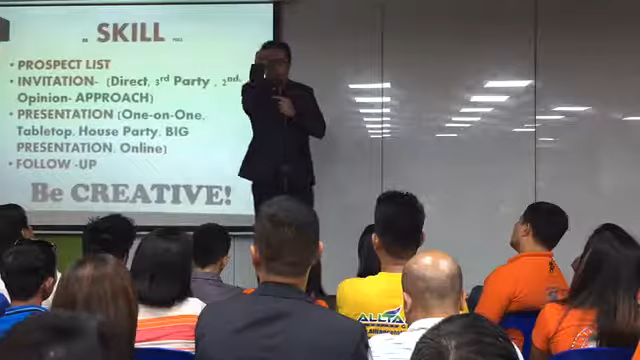 SKILL
• PROSPECT LIST
• INVITATION- (Direct, 3rd Party , 2nd
Opinion- APPROACH)
• PRESENTATION (One-on-One,
Tabletop, House Party, BIG
PRESENTATION, Online)
• FOLLOW -UP
Be CREATIVE!
ALLTA